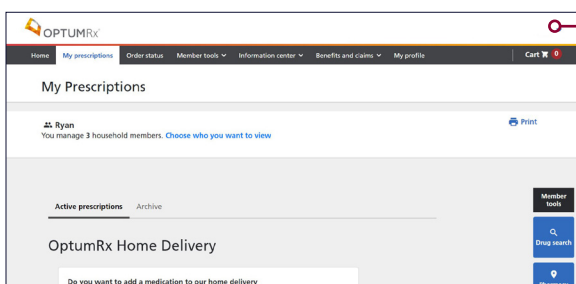 OPTUMRx®
Home My prescriptions Order status Member tools Information center Benefits and claims My profile Cart 0
My Prescriptions
Ryan
Print
You manage 3 household members. Choose who you want to view
Active prescriptions Archive
Member tools
OptumRx Home Delivery
Drug search
Do you want to add a medication to our home delivery
Pharmacy